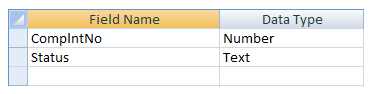 Field Name Data Type
ComplntNo Number
Status Text